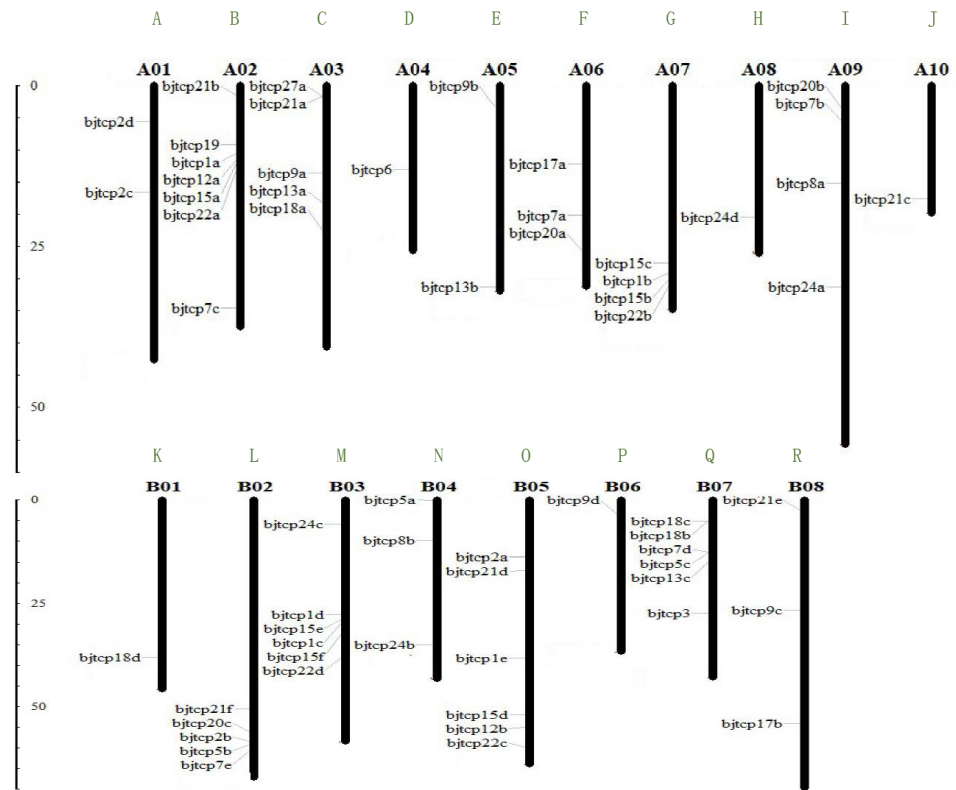 A B C D E F G H I J
A01 A02 A03 A04 A05 A06 A07 A08 A09 A10
0
25
50
bjtcp2d
bjtcp2c
bjtcp21b
bjtcp19
bjtcp1a
bjtcp12a
bjtcp15a
bjtcp22a
bjtcp7c
bjtcp27a
bjtcp21a
bjtcp9a
bjtcp13a
bjtcp18a
bjtcp6
bjtcp9b
bjtcp13b
bjtcp17a
bjtcp7a
bjtcp20a
bjtcp15c
bjtcp1b
bjtcp15b
bjtcp22b
bjtcp24d
bjtcp20b
bjtcp7b
bjtcp8a
bjtcp24a
bjtcp21c
K L M N O P Q R
B01 B02 B03 B04 B05 B06 B07 B08
0
25
50
bjtcp18d
bjtcp21f
bjtcp20c
bjtcp2b
bjtcp5b
bjtcp7e
bjtcp24c
bjtcp1d
bjtcp15e
bjtcp1c
bjtcp15f
bjtcp22d
bjtcp5a
bjtcp8b
bjtcp24b
bjtcp2a
bjtcp21d
bjtcp1e
bjtcp15d
bjtcp12b
bjtcp22c
bjtcp9d
bjtcp18c
bjtcp18b
bjtcp7d
bjtcp5c
bjtcp13c
bjtcp3
bjtcp21e
bjtcp9c
bjtcp17b